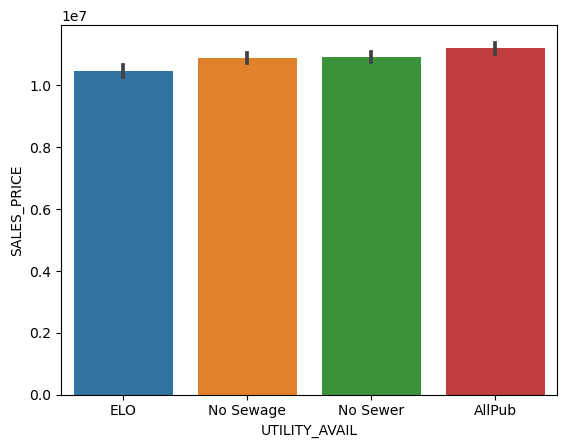 1e7
1.0
0.8
0.6
0.4
0.2
0.0
SALES_PRICE
ELO No Sewage No Sewer AllPub
UTILITY_AVAIL